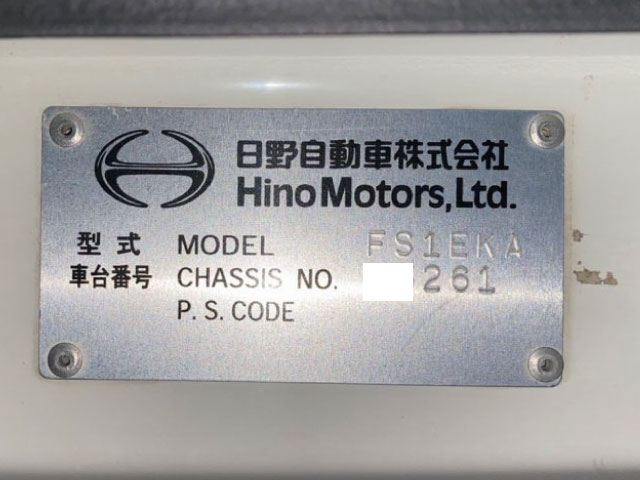 日野自動車株式会社
Hino Motors, Ltd.
型式 MODEL FS1EKA
車台番号 CHASSIS NO. 261
P. S. CODE